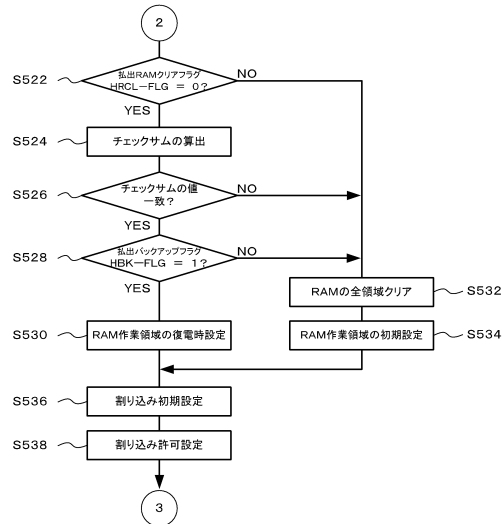 2
S522
払出RAMクリアフラグ
HRCL−FLG = 0?
NO
YES
S524
チェックサムの算出
S526
チェックサムの値
一致?
NO
YES
S528
払出バックアップフラグ
HBK−FLG = 1?
NO
YES
RAMの全領域クリア
S532
S530
RAM作業領域の復電時設定
RAM作業領域の初期設定
S534
S536
割り込み初期設定
S538
割り込み許可設定
3